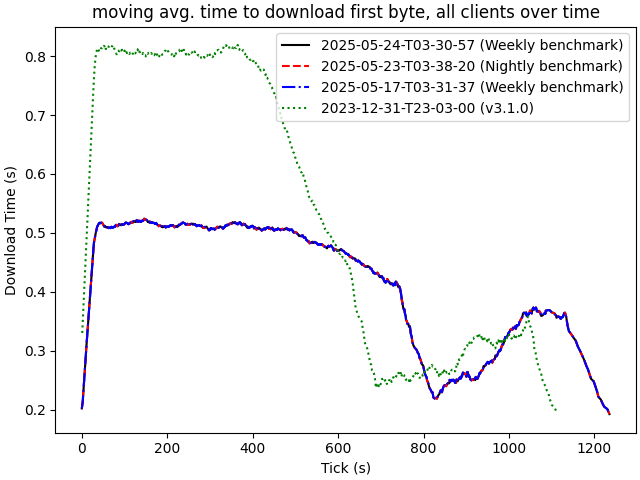 moving avg. time to download first byte, all clients over time
2025-05-24-T03-30-57 (Weekly benchmark)
2025-05-23-T03-38-20 (Nightly benchmark)
2025-05-17-T03-31-37 (Weekly benchmark)
2023-12-31-T23-03-00 (v3.1.0)
Download Time (s)
0.8
0.7
0.6
0.5
0.4
0.3
0.2
0 200 400 600 800 1000 1200
Tick (s)